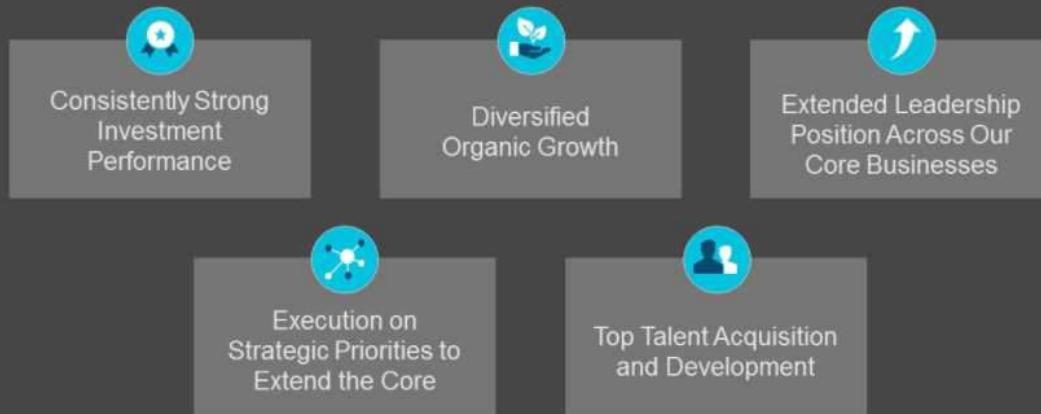 Consistently Strong
Investment
Performance
Diversified
Organic Growth
Extended Leadership
Position Across Our
Core Businesses
Execution on
Strategic Priorities to
Extend the Core
Top Talent Acquisition
and Development